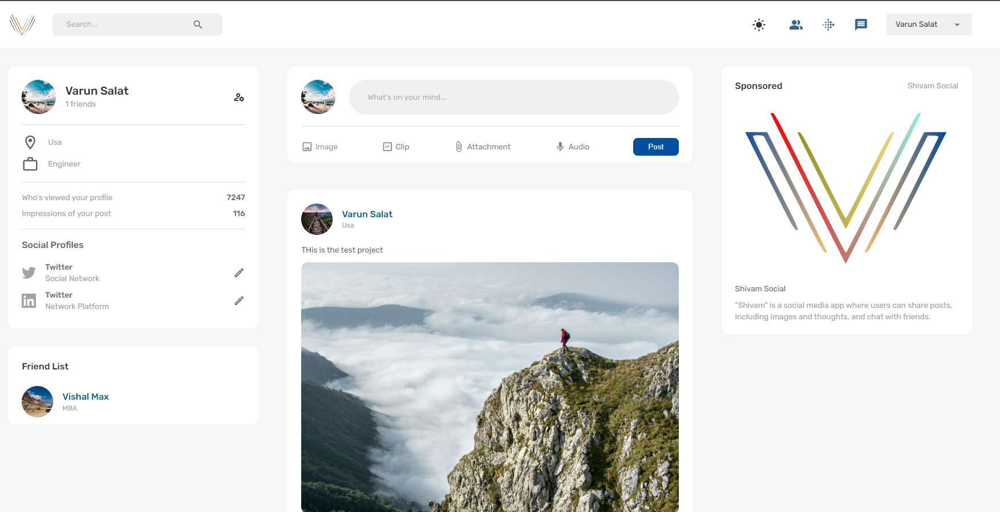 Search...
Varun Salat
Varun Salat
1 friends
Usa
Engineer
Who's viewed your profile 7247
Impressions of your post 116
Social Profiles
Twitter
Social Network
Twitter
Network Platform
Friend List
Vishal Max
MBA
What's on your mind...
Image GIF Clip Attachment Audio Post
Varun Salat
Usa
THis is the test project
Sponsored Shivam Social
Shivam Social
"Shivam" is a social media app where users can share posts,
including images and thoughts, and chat with friends.